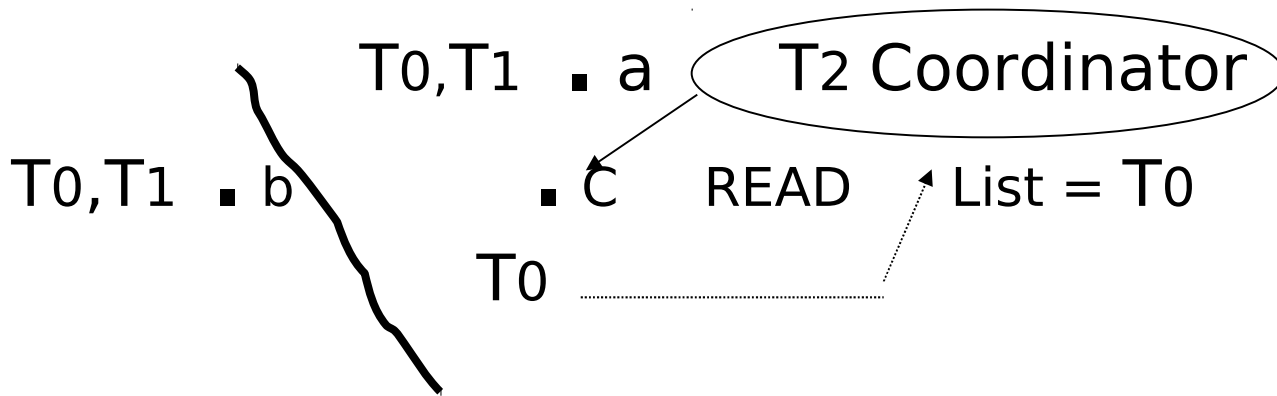 T0,T1 ▪ a T2 Coordinator
T0,T1 ▪ b ▪ C READ List = T0
T0